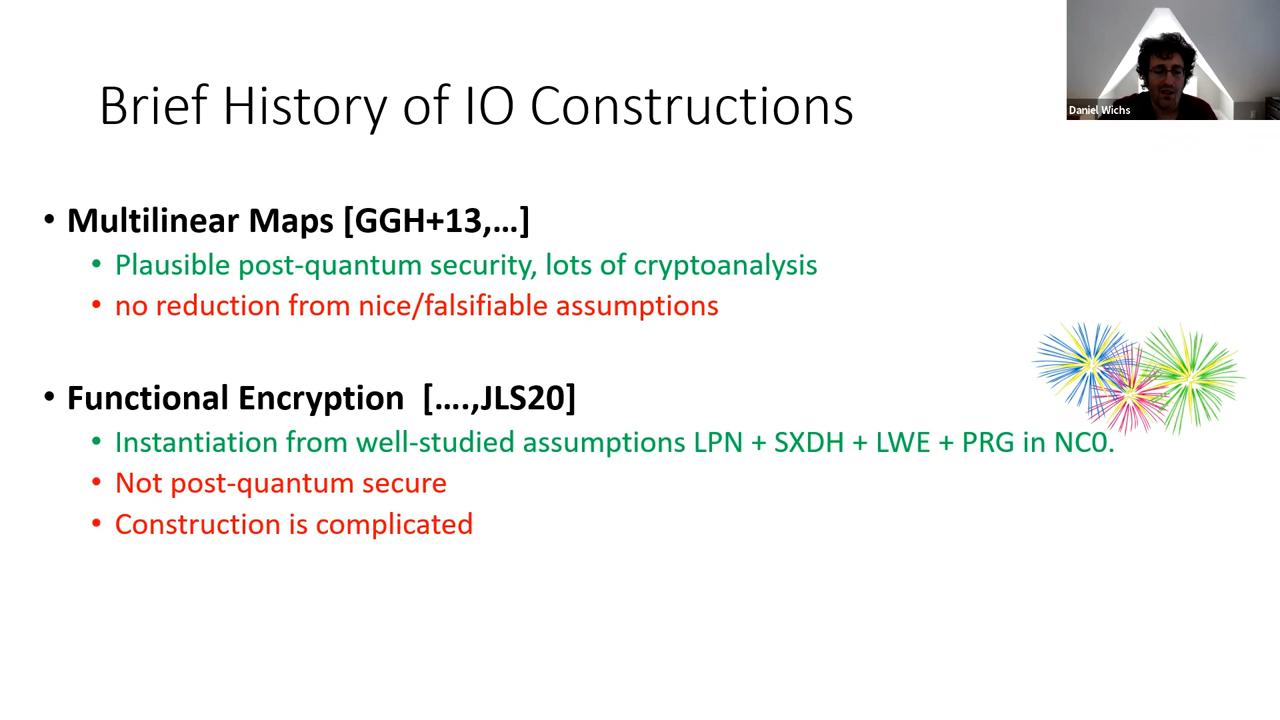 Brief History of IO Constructions
Daniel Wichs
• Multilinear Maps [GGH+13,...]
• Plausible post-quantum security, lots of cryptoanalysis
• no reduction from nice/falsifiable assumptions
• Functional Encryption [....,JLS20]
• Instantiation from well-studied assumptions LPN + SXDH + LWE + PRG in NC0.
• Not post-quantum secure
• Construction is complicated